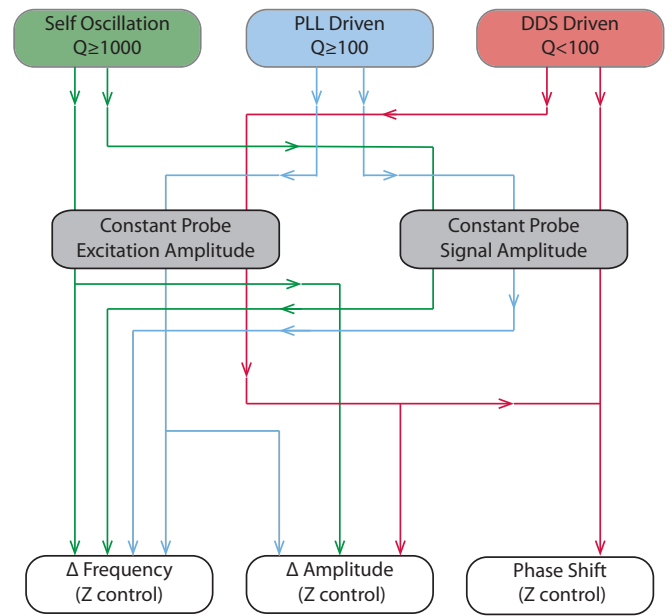 Self Oscillation
Q≥1000
PLL Driven
Q≥100
DDS Driven
Q<100
Constant Probe
Excitation Amplitude
Constant Probe
Signal Amplitude
Δ Frequency
(Z control)
Δ Amplitude
(Z control)
Phase Shift
(Z control)